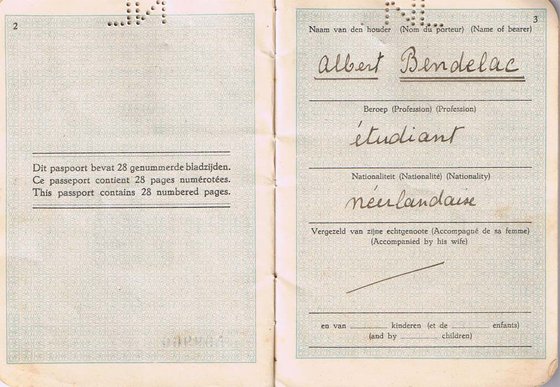 2
Dit paspoort bevat 28 genummerde bladzijden.
Ce passeport contient 28 pages numérotées.
This passport contains 28 numbered pages.
NL
3
Naam van den houder (Nom du porteur) (Name of bearer)
Albert Bendelac
Beroep (Profession) (Profession)
étudiant
Nationaliteit (Nationalité) (Nationality)
néerlandaise
Vergezeld van zijne echtgenoote (Accompagné de sa femme)
(Accompanied by his wife)
en van kinderen (et de enfants)
(and by children)